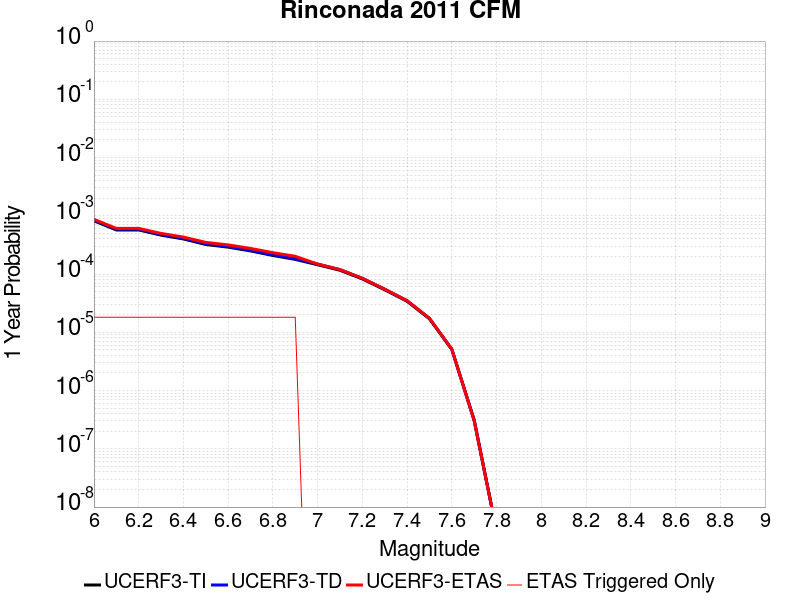 Rinconada 2011 CFM
10^0
10^-1
10^-2
10^-3
10^-4
10^-5
10^-6
10^-7
10^-8
1 Year Probability
6 6.2 6.4 6.6 6.8 7 7.2 7.4 7.6 7.8 8 8.2 8.4 8.6 8.8 9
Magnitude
UCERF3-TI UCERF3-TD UCERF3-ETAS ETAS Triggered Only